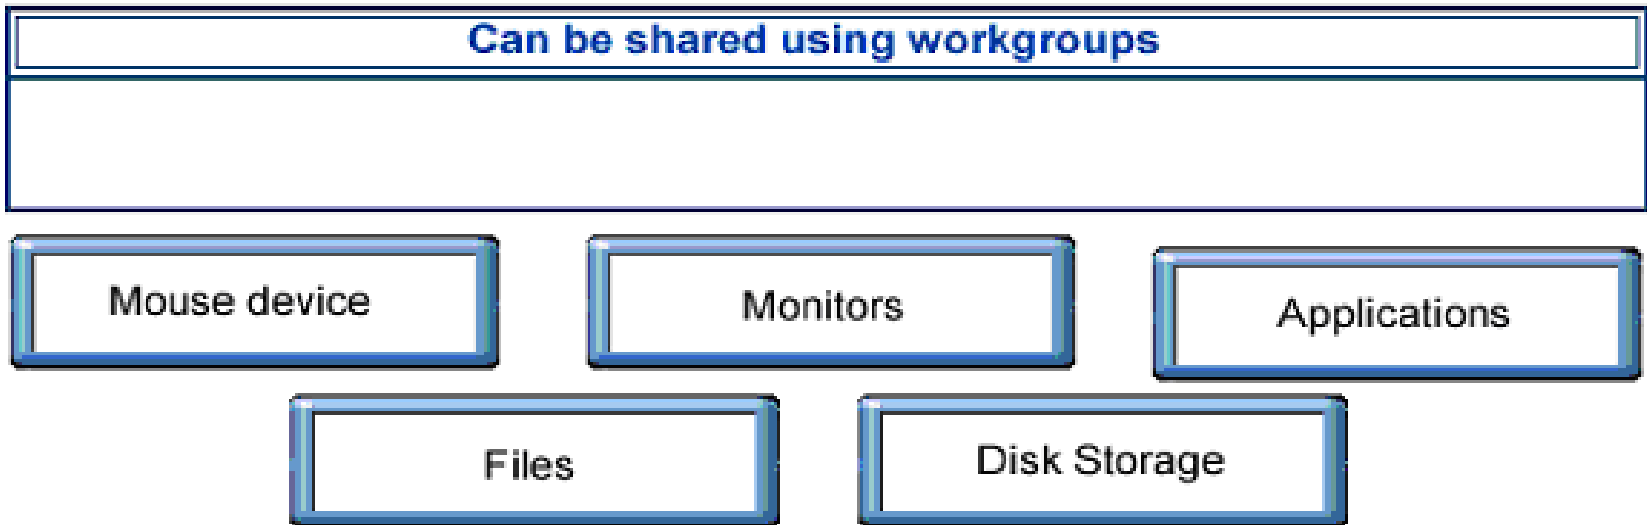 Can be shared using workgroups
Mouse device
Monitors
Applications
Files
Disk Storage